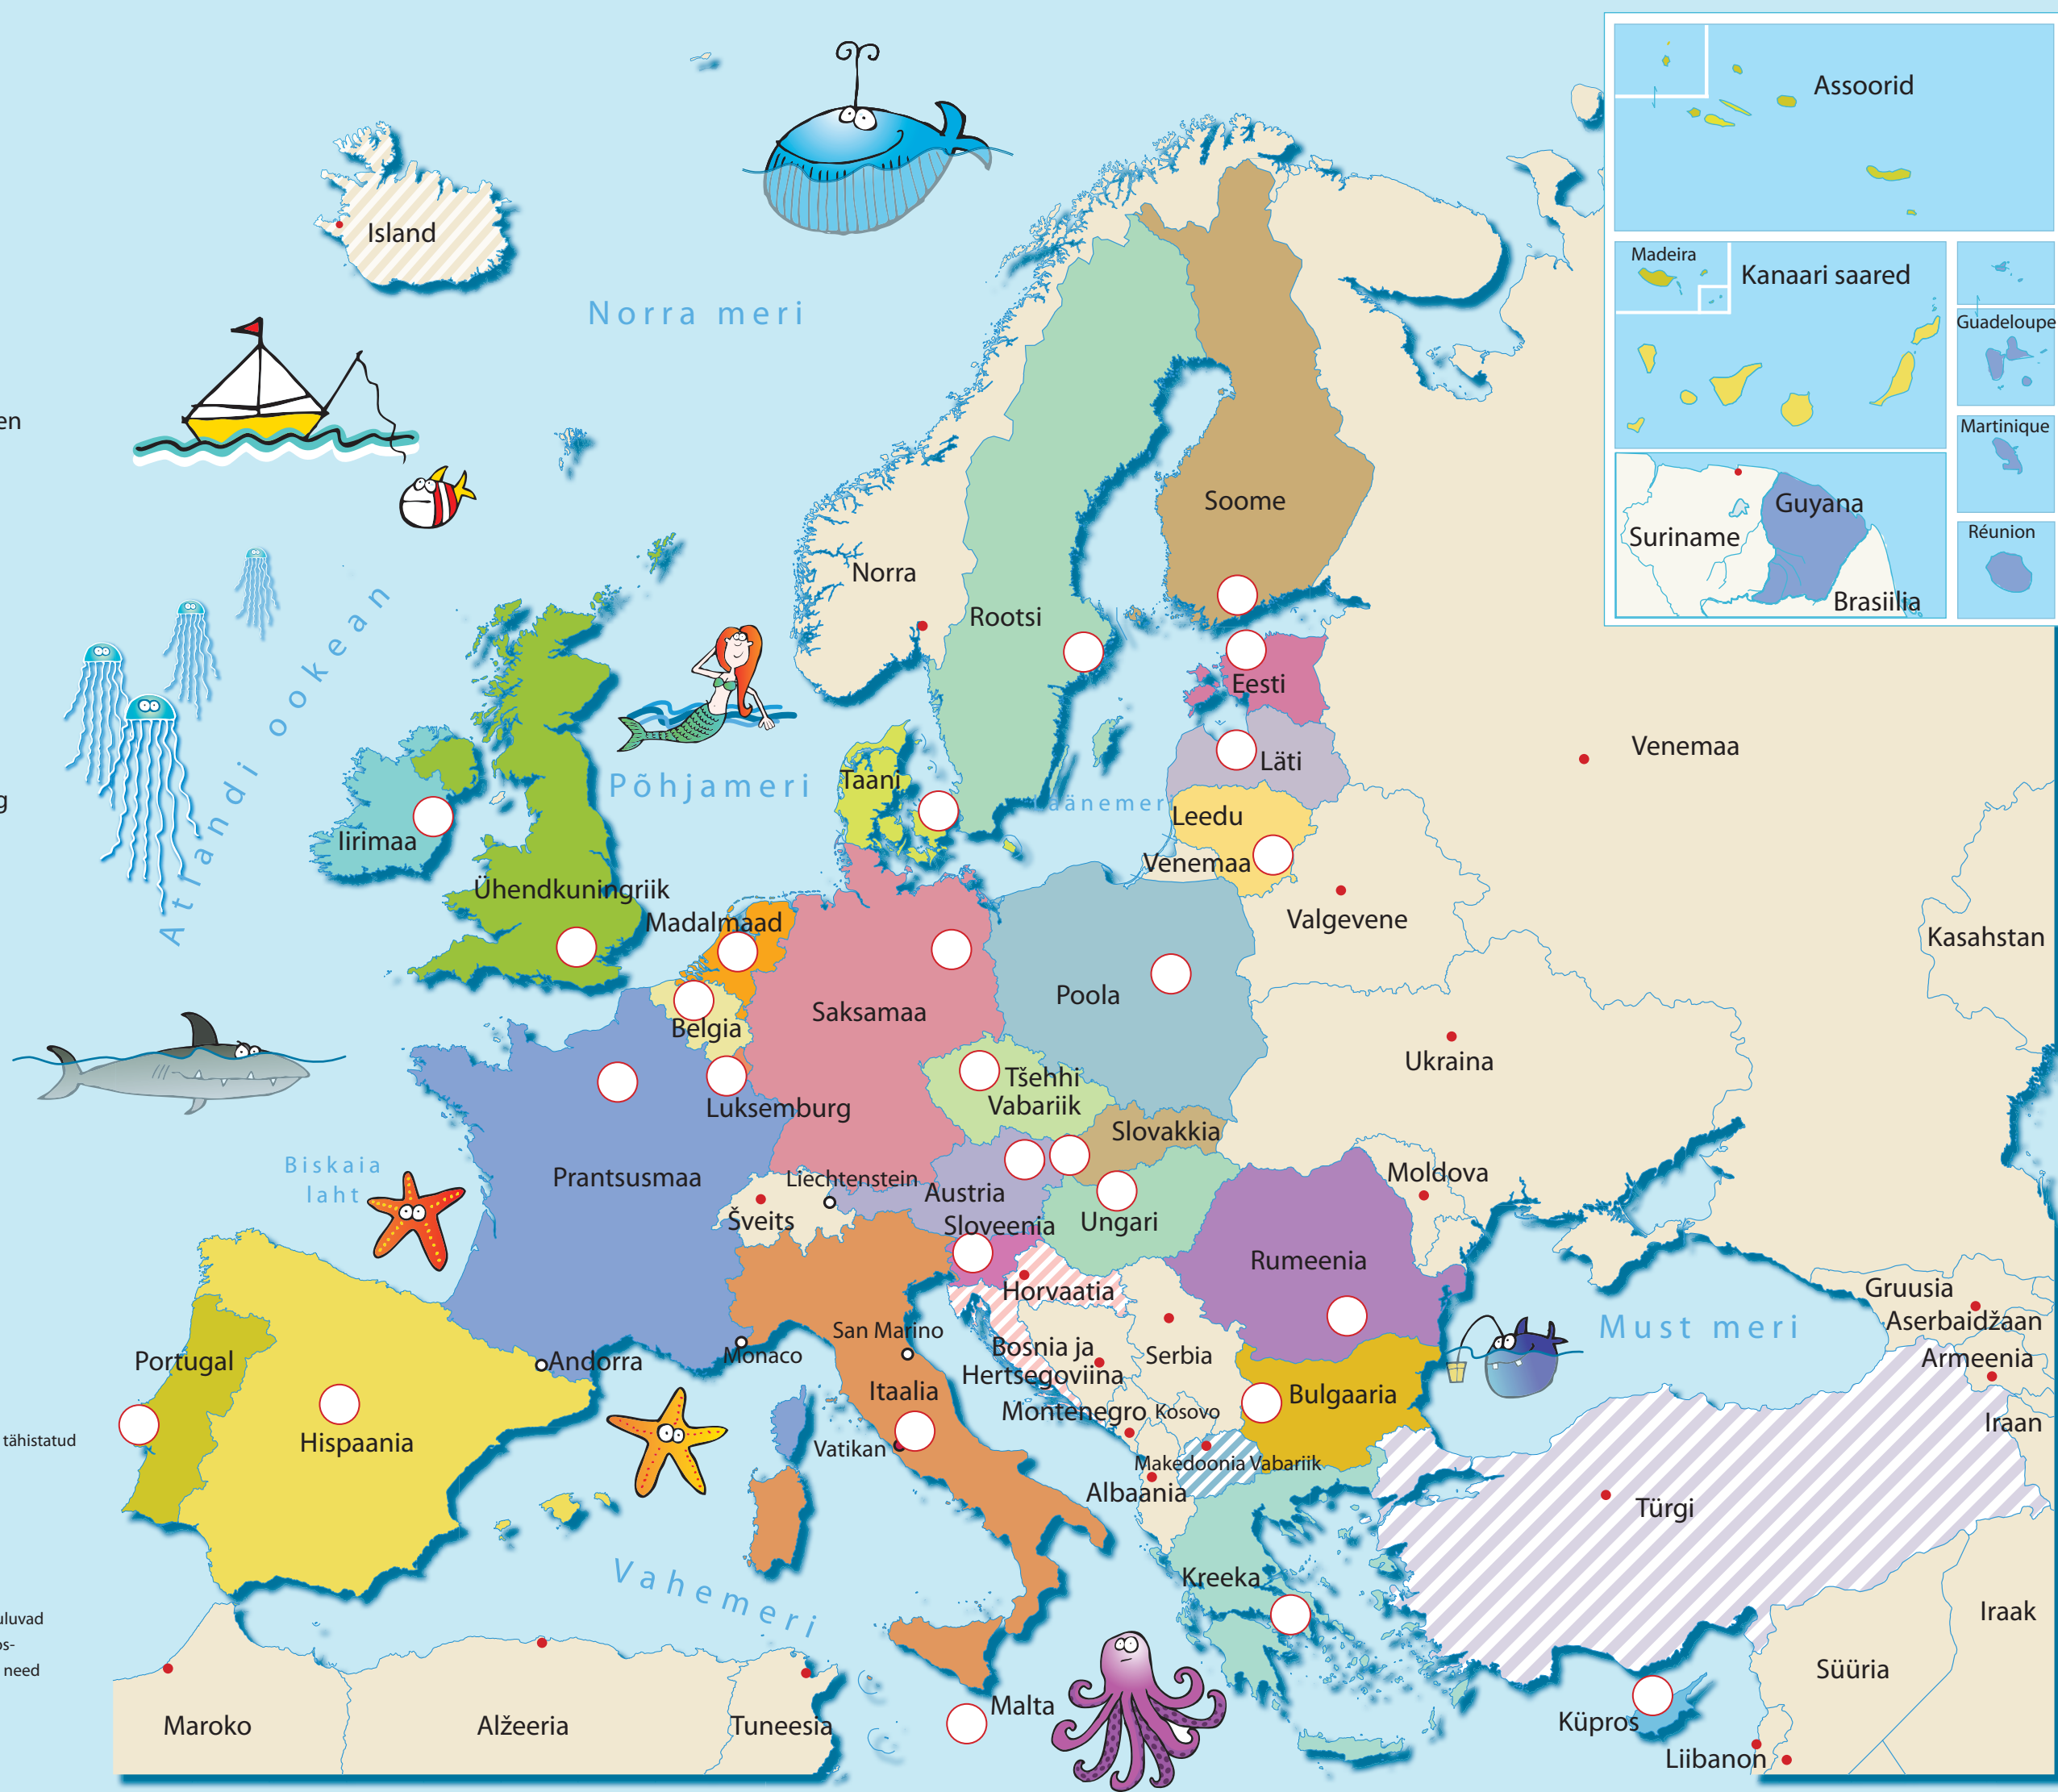 Assoorid
Madeira
Kanaari saared
Guadeloupe
Martinique
Guyana
Suriname
Réunion
Brasiilia
Island
Norra meri
en
Soome
Norra
Rootsi
Atlandi ookean
Eesti
Venemaa
Läti
Taani
Põhjameri
Läänemeri
g
Leedu
Iirimaa
Venemaa
Ühendkuningriik
Madalmaad
Valgevene
Kasahstan
Poola
Saksamaa
Belgia
Ukraina
Tšehhi
Vabariik
Luksemburg
Slovakkia
Biskaia
laht
Prantsusmaa
Liechtenstein
Moldova
Austria
Šveits
Sloveenia
Ungari
Rumeenia
Horvaatia
Gruusia
Must meri
Aserbaidžaan
San Marino
Bosnia ja
Hertsegoviina
Serbia
Monaco
Andorra
Portugal
Armeenia
Itaalia
Bulgaaria
Montenegro
Kosovo
Iraan
tähistatud
Hispaania
Vatikan
Makedoonia Vabariik
Albaania
Türgi
Vahemeri
Kreeka
uluvad
os-
need
Iraak
Süüria
Malta
Küpros
Maroko
Alžeeria
Tuneesia
Liibanon